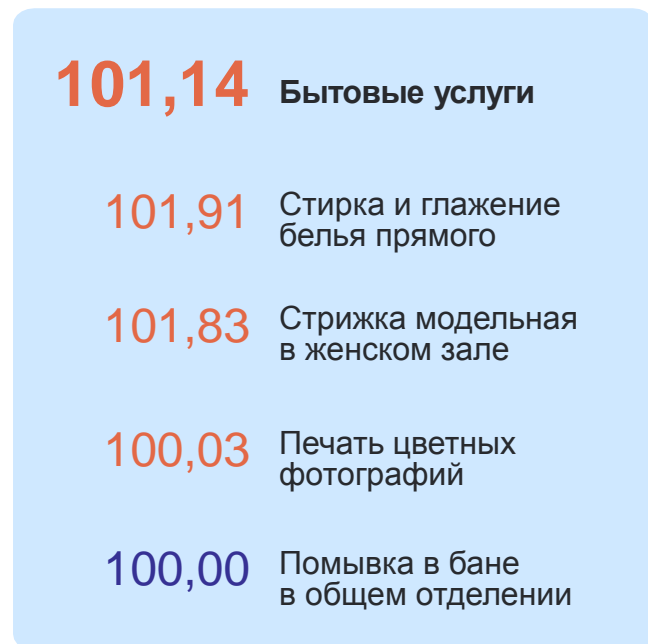 101,14 Бытовые услуги
101,91 Стирка и глажение
белья прямого
101,83 Стрижка модельная
в женском зале
100,03 Печать цветных
фотографий
100,00 Помывка в бане
в общем отделении